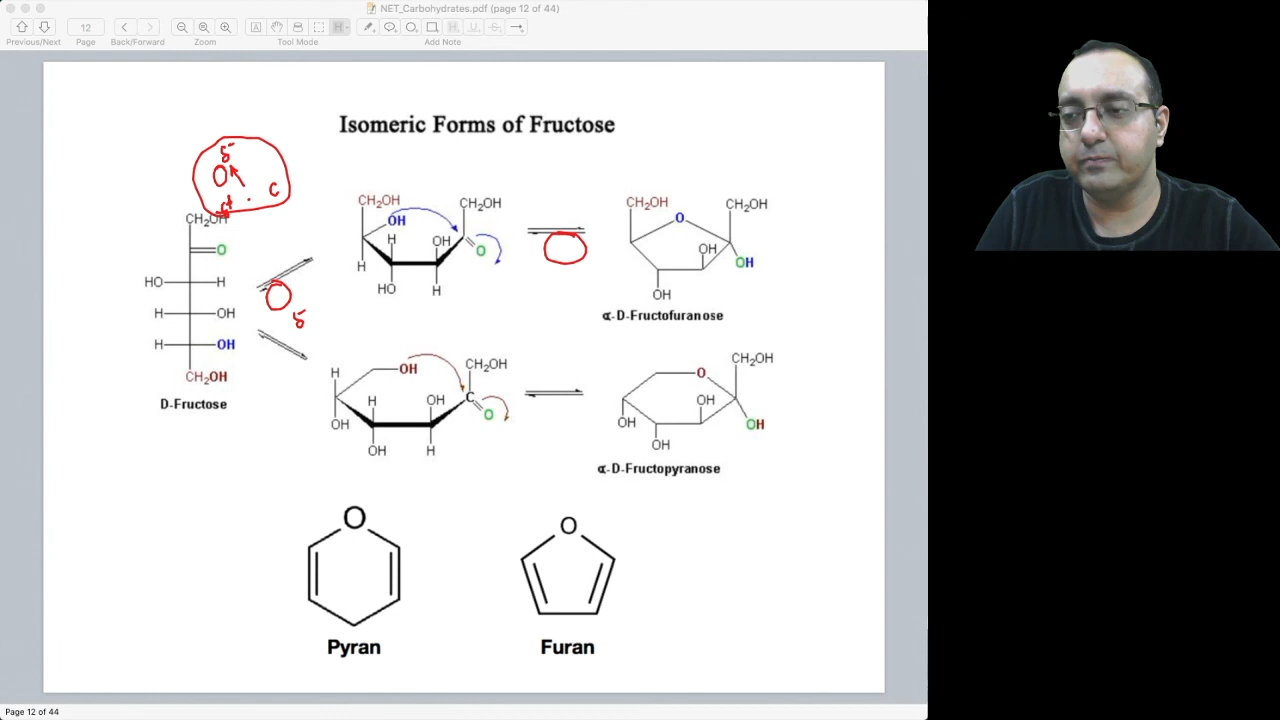 NET_Carbohydrates.pdf (page 12 of 44)
12
Previous/Next
Page
Back/Forward
Zoom
Tool Mode
Add Note
Isomeric Forms of Fructose
δ-
O
C
δ+
CH₂OH
O
HO H
H OH
H OH
CH₂OH
D-Fructose
δ
CH₂OH
OH
CH₂OH
H
OH
O
H
HO
H
CH₂OH
O
CH₂OH
OH
OH
OH
α-D-Fructofuranose
H
OH
CH₂OH
H
OH
C
O
OH
OH
H
O
CH₂OH
OH
OH
OH
OH
α-D-Fructopyranose
O
Pyran
O
Furan
Page 12 of 44